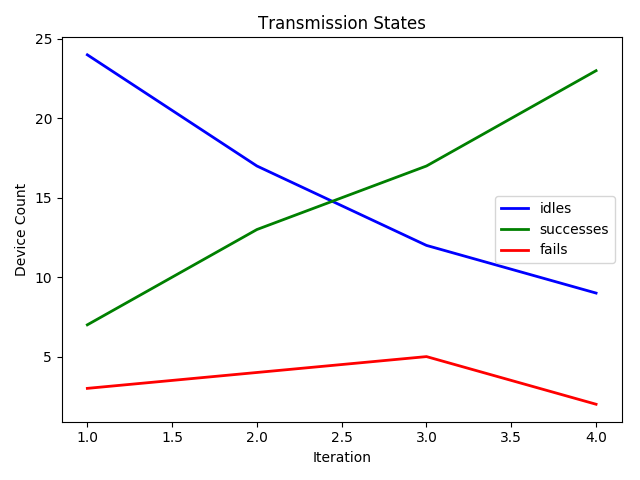 Transmission States
Device Count
25
20
15
10
5
idles
successes
fails
1.0 1.5 2.0 2.5 3.0 3.5 4.0
Iteration